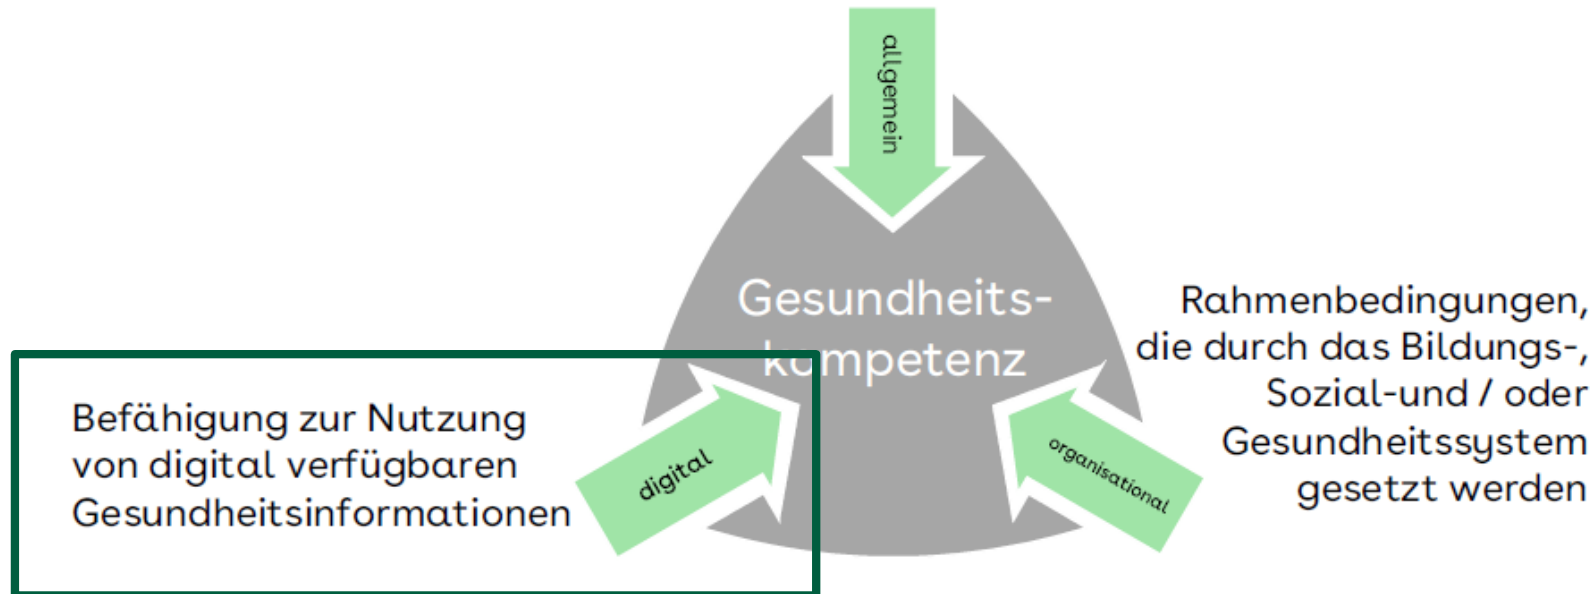 allgemein
Gesundheits-
kompetenz
Befähigung zur Nutzung
von digital verfügbaren
Gesundheitsinformationen
digital
organisational
Rahmenbedingungen,
die durch das Bildungs-,
Sozial-und / oder
Gesundheitssystem
gesetzt werden